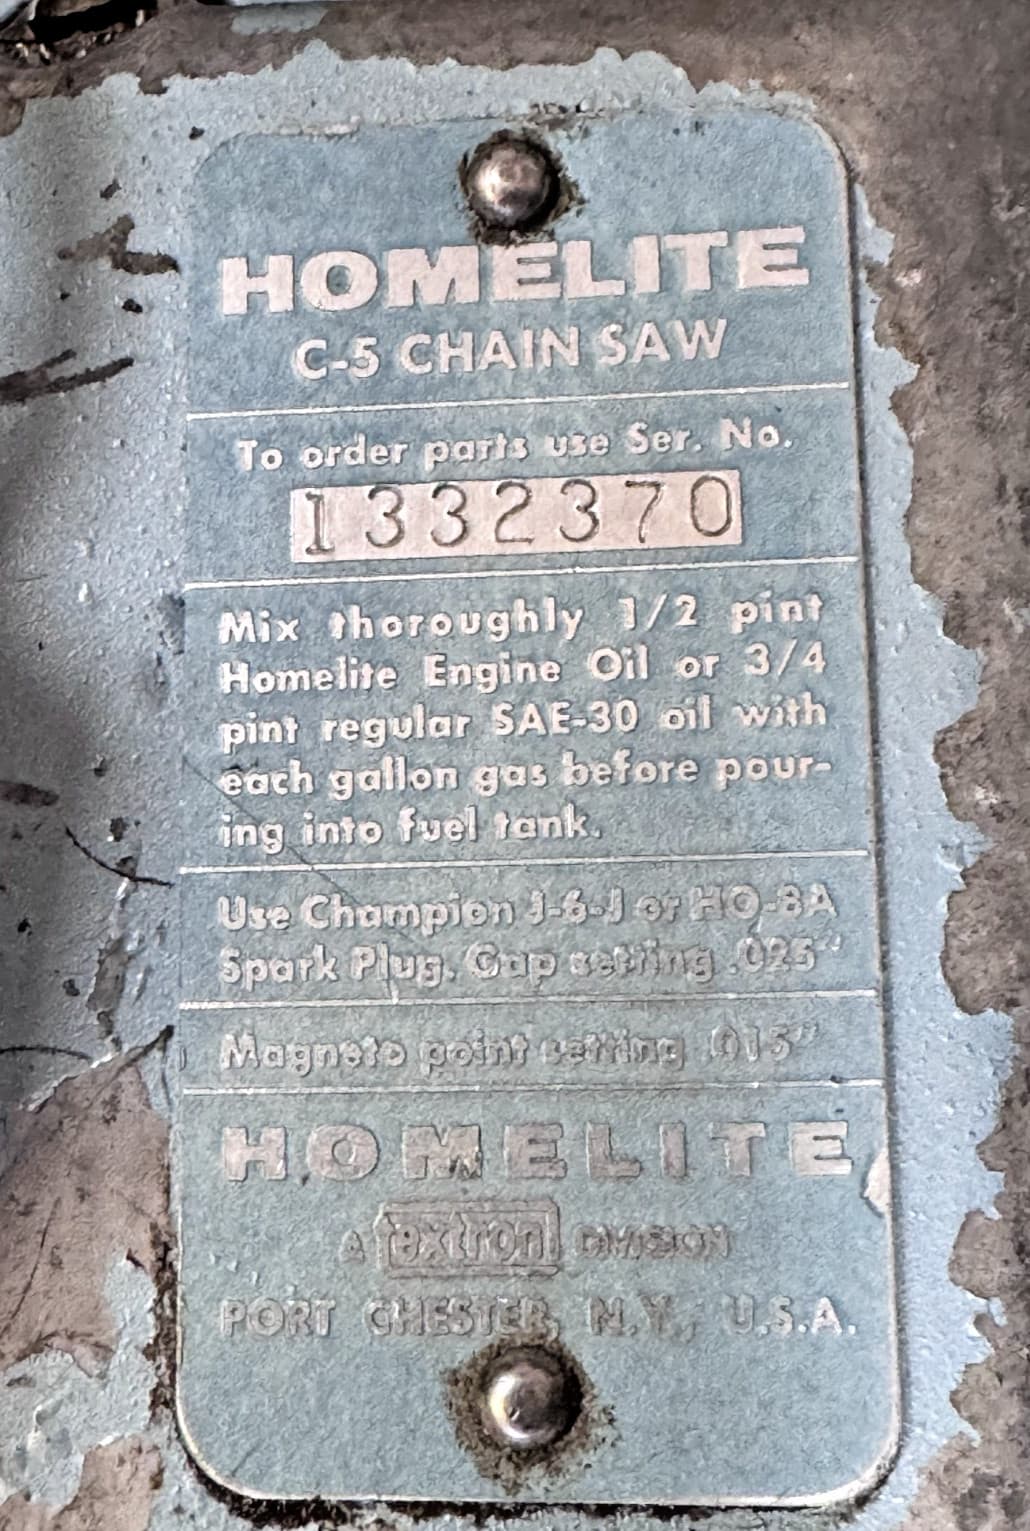 HOMELITE
C-5 CHAIN SAW
To order parts use Ser. No.
1332370
Mix thoroughly 1/2 pint
Homelite Engine Oil or 3/4
pint regular SAE-30 oil with
each gallon gas before pour-
ing into fuel tank.
Use Champion J-6-J or HO-8A
Spark Plug. Gap setting .025"
Magneto point setting .015"
HOMELITE
A textron DIVISION
PORT CHESTER, N.Y., U.S.A.